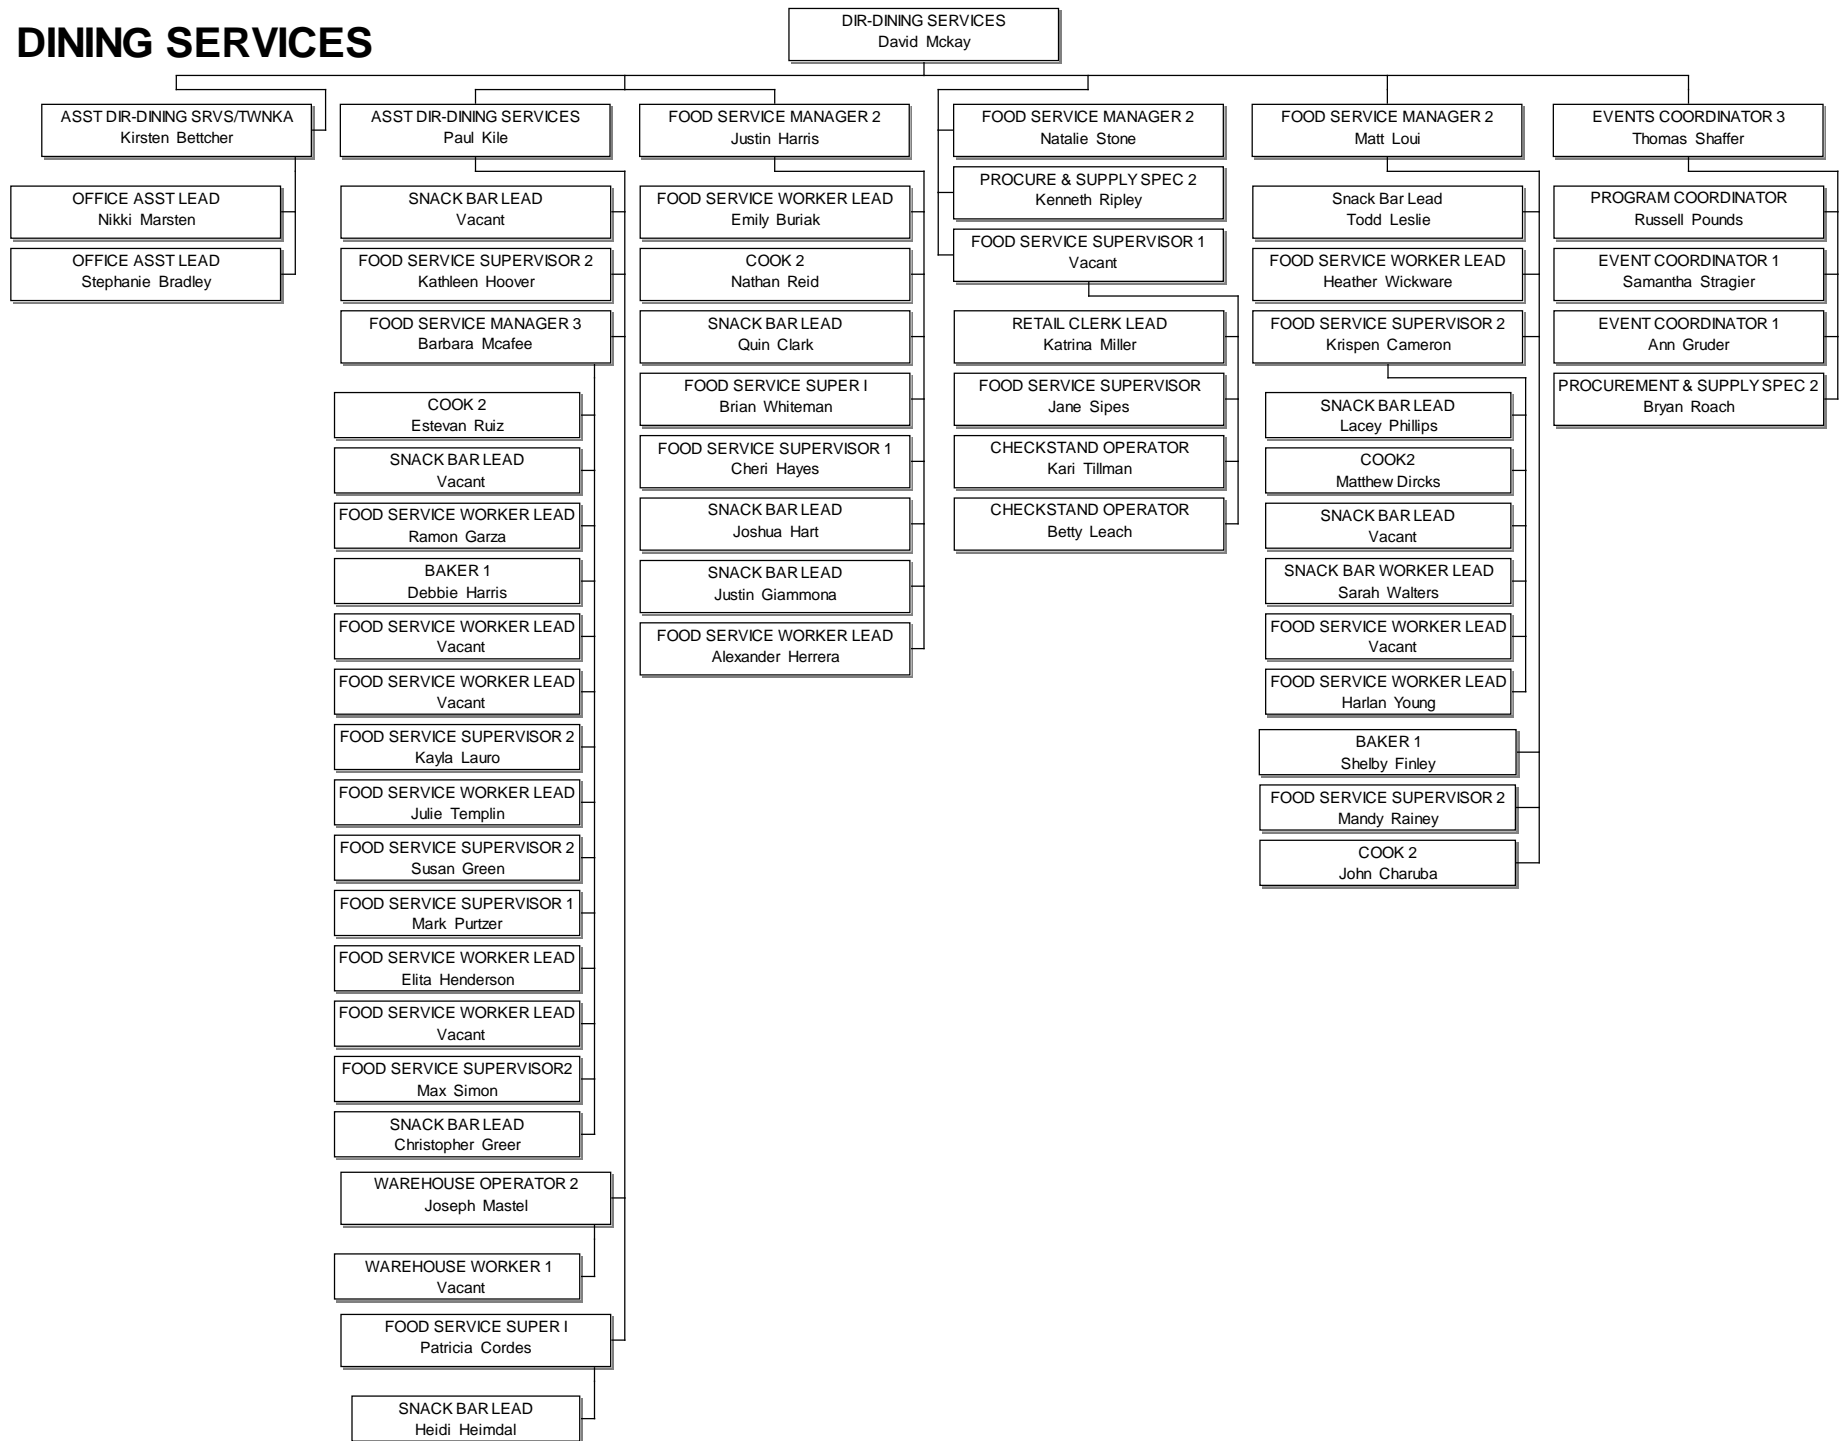 DINING SERVICES
DIR-DINING SERVICES
David Mckay
ASST DIR-DINING SRVS/TWNKA
Kirsten Bettcher
OFFICE ASST LEAD
Nikki Marsten
OFFICE ASST LEAD
Stephanie Bradley
ASST DIR-DINING SERVICES
Paul Kile
SNACK BAR LEAD
Vacant
FOOD SERVICE SUPERVISOR 2
Kathleen Hoover
FOOD SERVICE MANAGER 3
Barbara Mcafee
COOK 2
Estevan Ruiz
SNACK BAR LEAD
Vacant
FOOD SERVICE WORKER LEAD
Ramon Garza
BAKER 1
Debbie Harris
FOOD SERVICE WORKER LEAD
Vacant
FOOD SERVICE WORKER LEAD
Vacant
FOOD SERVICE SUPERVISOR 2
Kayla Lauro
FOOD SERVICE WORKER LEAD
Julie Templin
FOOD SERVICE SUPERVISOR 2
Susan Green
FOOD SERVICE SUPERVISOR 1
Mark Purtzer
FOOD SERVICE WORKER LEAD
Elita Henderson
FOOD SERVICE WORKER LEAD
Vacant
FOOD SERVICE SUPERVISOR2
Max Simon
SNACK BAR LEAD
Christopher Greer
WAREHOUSE OPERATOR 2
Joseph Mastel
WAREHOUSE WORKER 1
Vacant
FOOD SERVICE SUPER I
Patricia Cordes
SNACK BAR LEAD
Heidi Heimdal
FOOD SERVICE MANAGER 2
Justin Harris
FOOD SERVICE WORKER LEAD
Emily Buriak
COOK 2
Nathan Reid
SNACK BAR LEAD
Quin Clark
FOOD SERVICE SUPER I
Brian Whiteman
FOOD SERVICE SUPERVISOR 1
Cheri Hayes
SNACK BAR LEAD
Joshua Hart
SNACK BAR LEAD
Justin Giammona
FOOD SERVICE WORKER LEAD
Alexander Herrera
FOOD SERVICE MANAGER 2
Natalie Stone
PROCURE & SUPPLY SPEC 2
Kenneth Ripley
FOOD SERVICE SUPERVISOR 1
Vacant
RETAIL CLERK LEAD
Katrina Miller
FOOD SERVICE SUPERVISOR
Jane Sipes
CHECKSTAND OPERATOR
Kari Tillman
CHECKSTAND OPERATOR
Betty Leach
FOOD SERVICE MANAGER 2
Matt Loui
Snack Bar Lead
Todd Leslie
FOOD SERVICE WORKER LEAD
Heather Wickware
FOOD SERVICE SUPERVISOR 2
Krispen Cameron
SNACK BAR LEAD
Lacey Phillips
COOK2
Matthew Dircks
SNACK BAR LEAD
Vacant
SNACK BAR WORKER LEAD
Sarah Walters
FOOD SERVICE WORKER LEAD
Vacant
FOOD SERVICE WORKER LEAD
Harlan Young
BAKER 1
Shelby Finley
FOOD SERVICE SUPERVISOR 2
Mandy Rainey
COOK 2
John Charuba
EVENTS COORDINATOR 3
Thomas Shaffer
PROGRAM COORDINATOR
Russell Pounds
EVENT COORDINATOR 1
Samantha Stragier
EVENT COORDINATOR 1
Ann Gruder
PROCUREMENT & SUPPLY SPEC 2
Bryan Roach